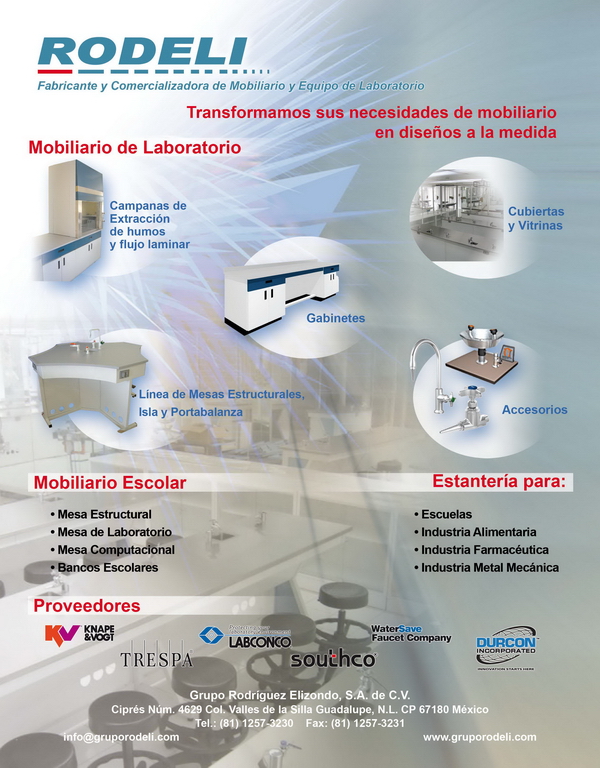 RODELI
Fabricante y Comercializadora de Mobiliario y Equipo de Laboratorio
Transformamos sus necesidades de mobiliario
en diseños a la medida
Mobiliario de Laboratorio
Campanas de
Extracción
de humos
y flujo laminar
Cubiertas
y Vitrinas
Gabinetes
Línea de Mesas Estructurales,
Isla y Portabalanza
Accesorios
Mobiliario Escolar
• Mesa Estructural
• Mesa de Laboratorio
• Mesa Computacional
• Bancos Escolares
Estantería para:
• Escuelas
• Industria Alimentaria
• Industria Farmacéutica
• Industria Metal Mecánica
Proveedores
KV KNAPE
&VOGT
TRESPA
LABCONCO
southco
WaterSave
Faucet Company
DURCON
INCORPORATED
INNOVATION STARTS HERE
Grupo Rodríguez Elizondo, S.A. de C.V.
Ciprés Núm. 4629 Col. Valles de la Silla Guadalupe, N.L. CP 67180 México
Tel.: (81) 1257-3230 Fax: (81) 1257-3231
info@gruporodeli.com
www.gruporodeli.com